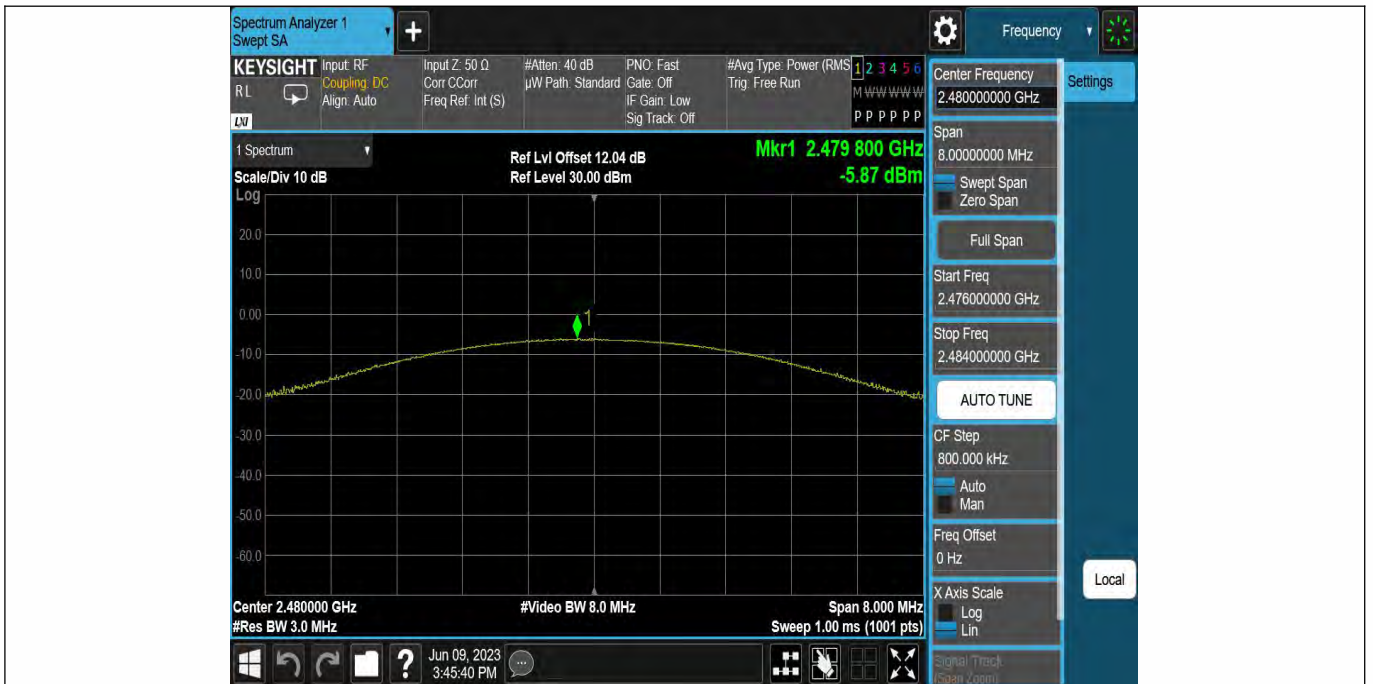 Spectrum Analyzer 1
Swept SA
+
Frequency
KEYSIGHT
RL
LXI
Input: RF
Coupling: DC
Align: Auto
Input Z: 50 Ω
Corr CCorr
Freq Ref: Int (S)
#Atten: 40 dB
µW Path: Standard
PNO: Fast
Gate: Off
IF Gain: Low
Sig Track: Off
#Avg Type: Power (RMS
Trig: Free Run
1 2 3 4 5 6
M W W W W W
P P P P P P
1 Spectrum
Scale/Div 10 dB
Ref Lvl Offset 12.04 dB
Ref Level 30.00 dBm
Mkr1 2.479 800 GHz
-5.87 dBm
Log
20.0
10.0
0.00
-10.0
-20.0
-30.0
-40.0
-50.0
-60.0
1
Center 2.480000 GHz
#Res BW 3.0 MHz
#Video BW 8.0 MHz
Span 8.000 MHz
Sweep 1.00 ms (1001 pts)
?
Jun 09, 2023
3:45:40 PM
Center Frequency
2.480000000 GHz
Settings
Span
8.00000000 MHz
Swept Span
Zero Span
Full Span
Start Freq
2.476000000 GHz
Stop Freq
2.484000000 GHz
AUTO TUNE
CF Step
800.000 kHz
Auto
Man
Freq Offset
0 Hz
Local
X Axis Scale
Log
Lin
Signal Track
(Span Zoom)